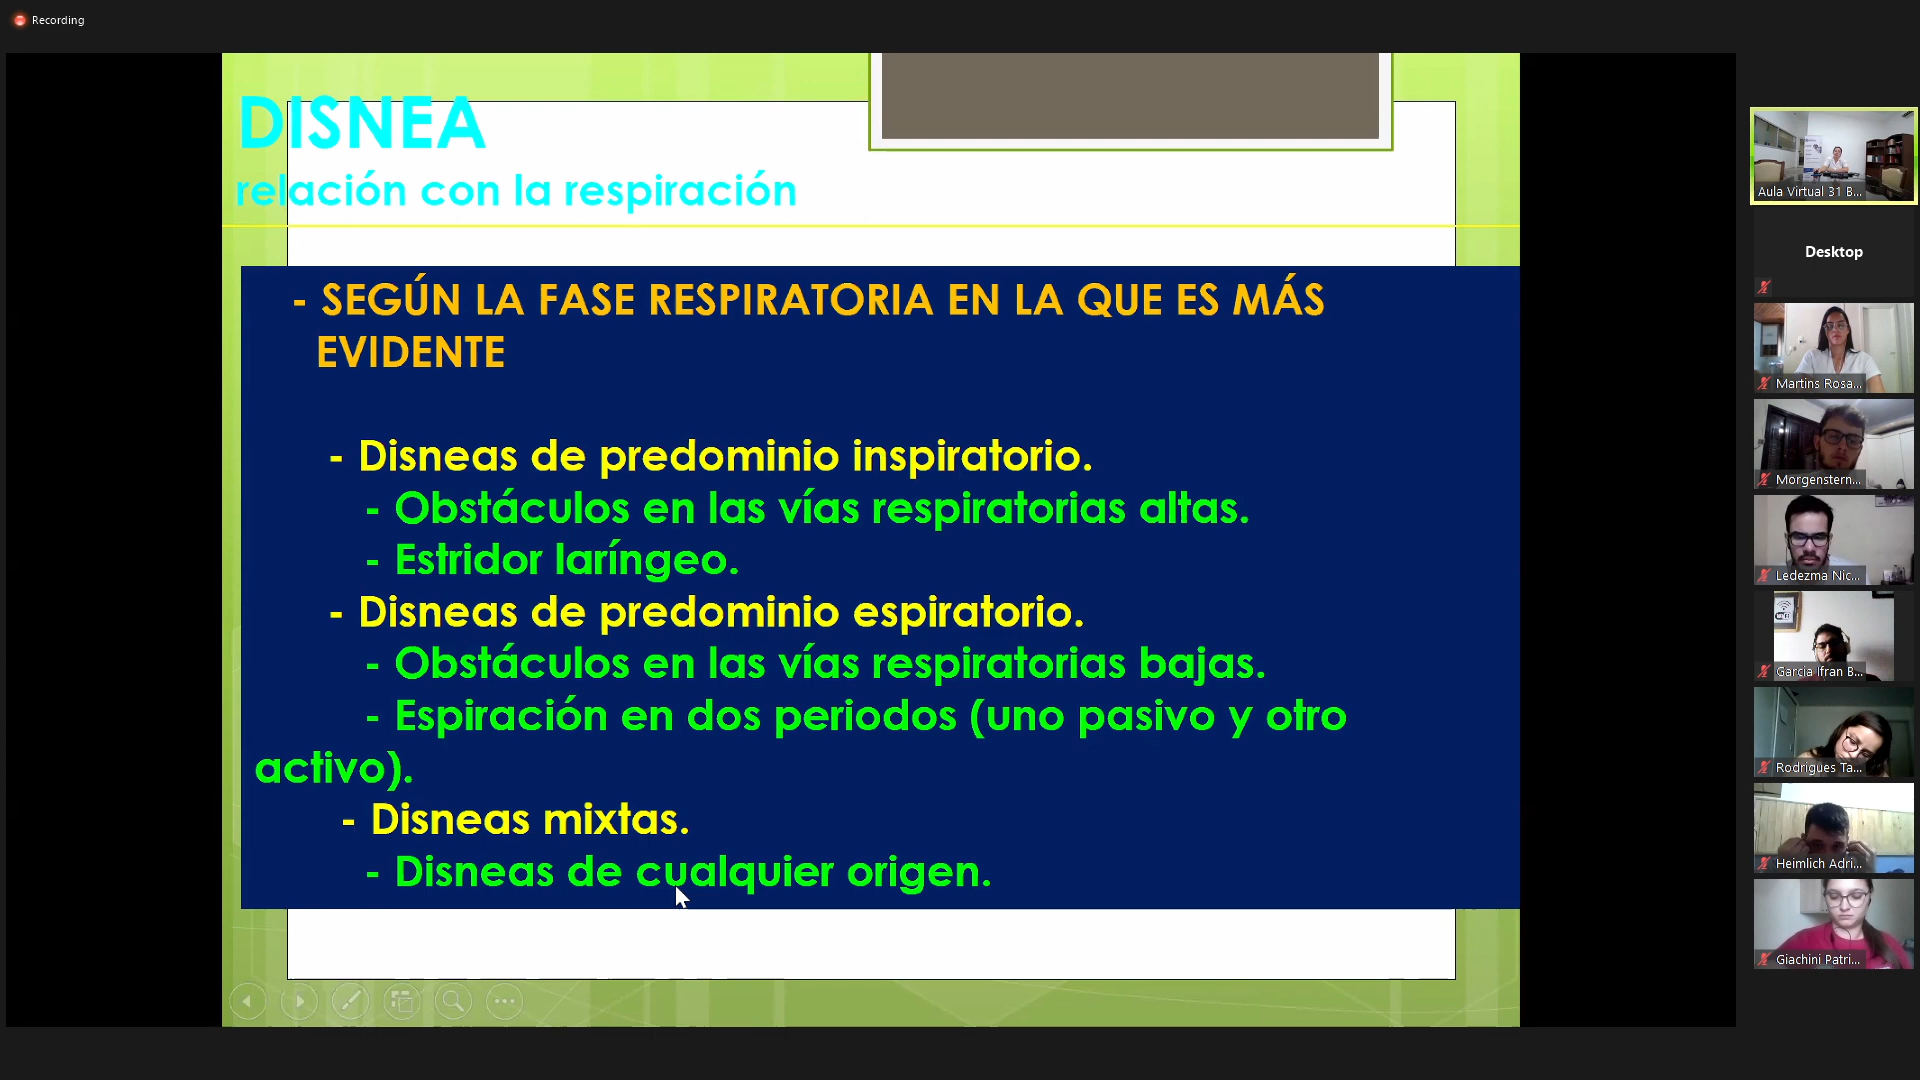 Recording
DISNEA
relación con la respiración
- SEGÚN LA FASE RESPIRATORIA EN LA QUE ES MÁS
EVIDENTE
- Disneas de predominio inspiratorio.
- Obstáculos en las vías respiratorias altas.
- Estridor laríngeo.
- Disneas de predominio espiratorio.
- Obstáculos en las vías respiratorias bajas.
- Espiración en dos periodos (uno pasivo y otro
activo).
- Disneas mixtas.
- Disneas de cualquier origen.
Aula Virtual 31 B...
Desktop
Martins Rosa...
Morgenstern...
Ledezma Nic...
Garcia Ifran B...
Rodrigues Ta...
Heimlich Adri...
Giachini Patri...